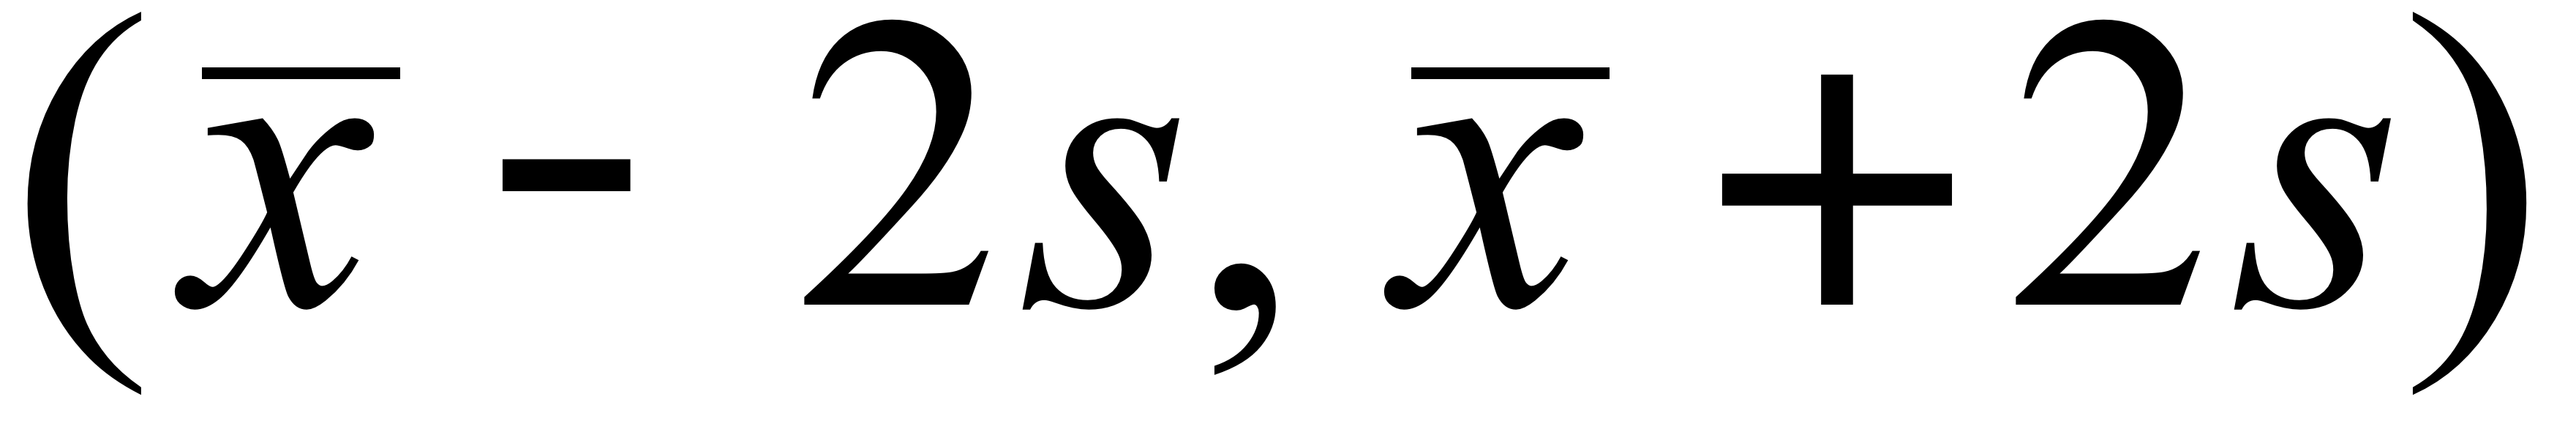 (x̅ - 2s, x̅ + 2s)